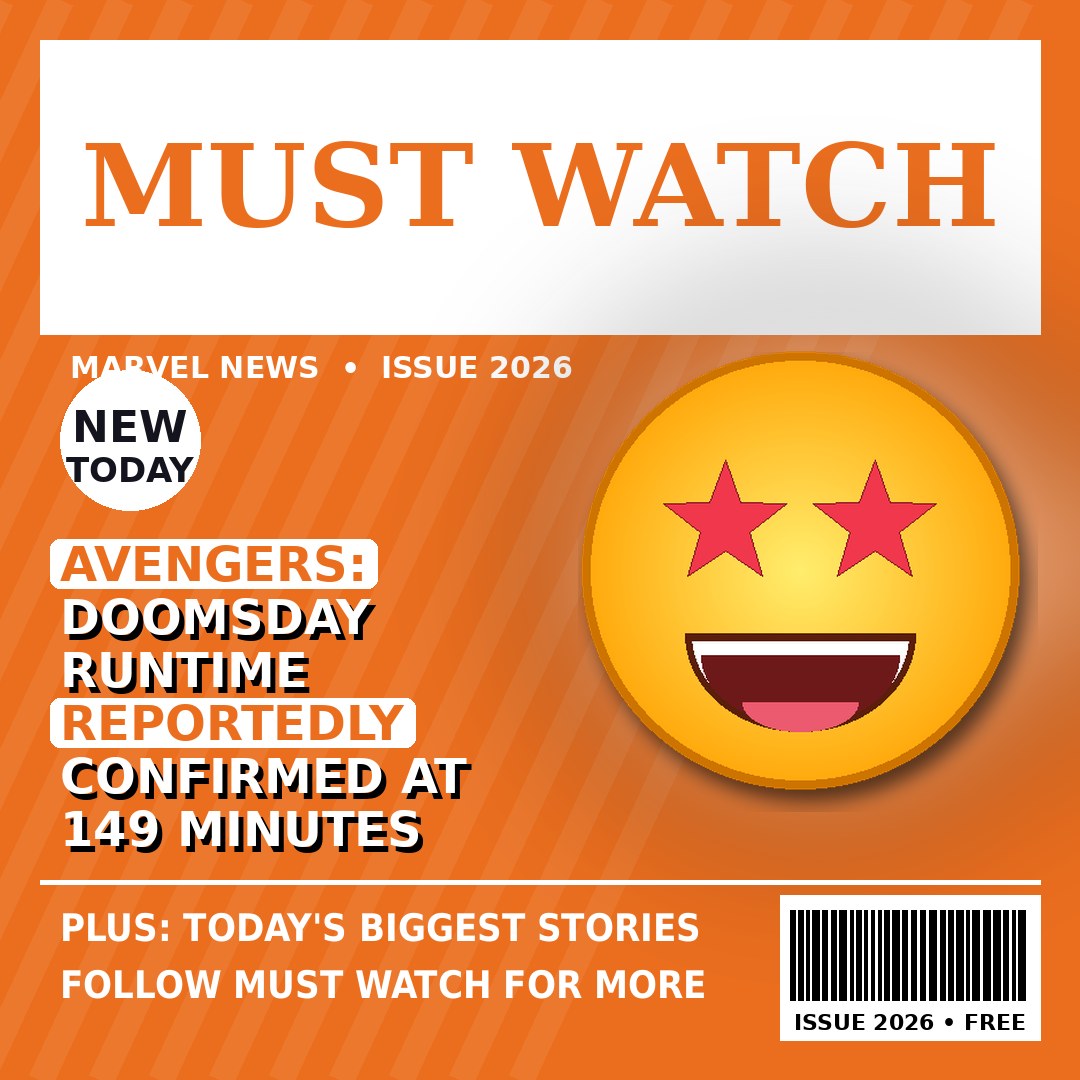 MUST WATCH
MARVEL NEWS • ISSUE 2026
NEW
TODAY
AVENGERS:
DOOMSDAY
RUNTIME
REPORTEDLY
CONFIRMED AT
149 MINUTES
PLUS: TODAY'S BIGGEST STORIES
FOLLOW MUST WATCH FOR MORE
ISSUE 2026 • FREE